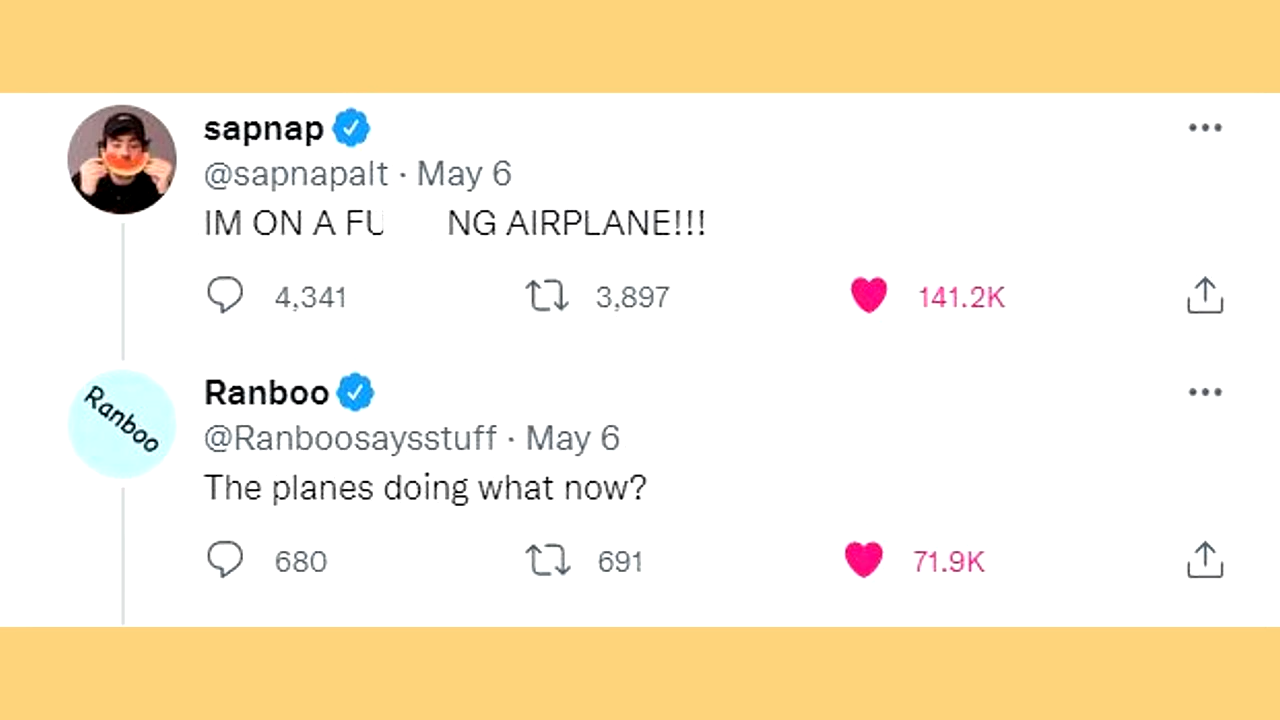 sapnap
@sapnapalt · May 6
IM ON A FU NG AIRPLANE!!!
4,341 3,897 141.2K
Ranboo
Ranboo
@Ranboosaysstuff · May 6
The planes doing what now?
680 691 71.9K